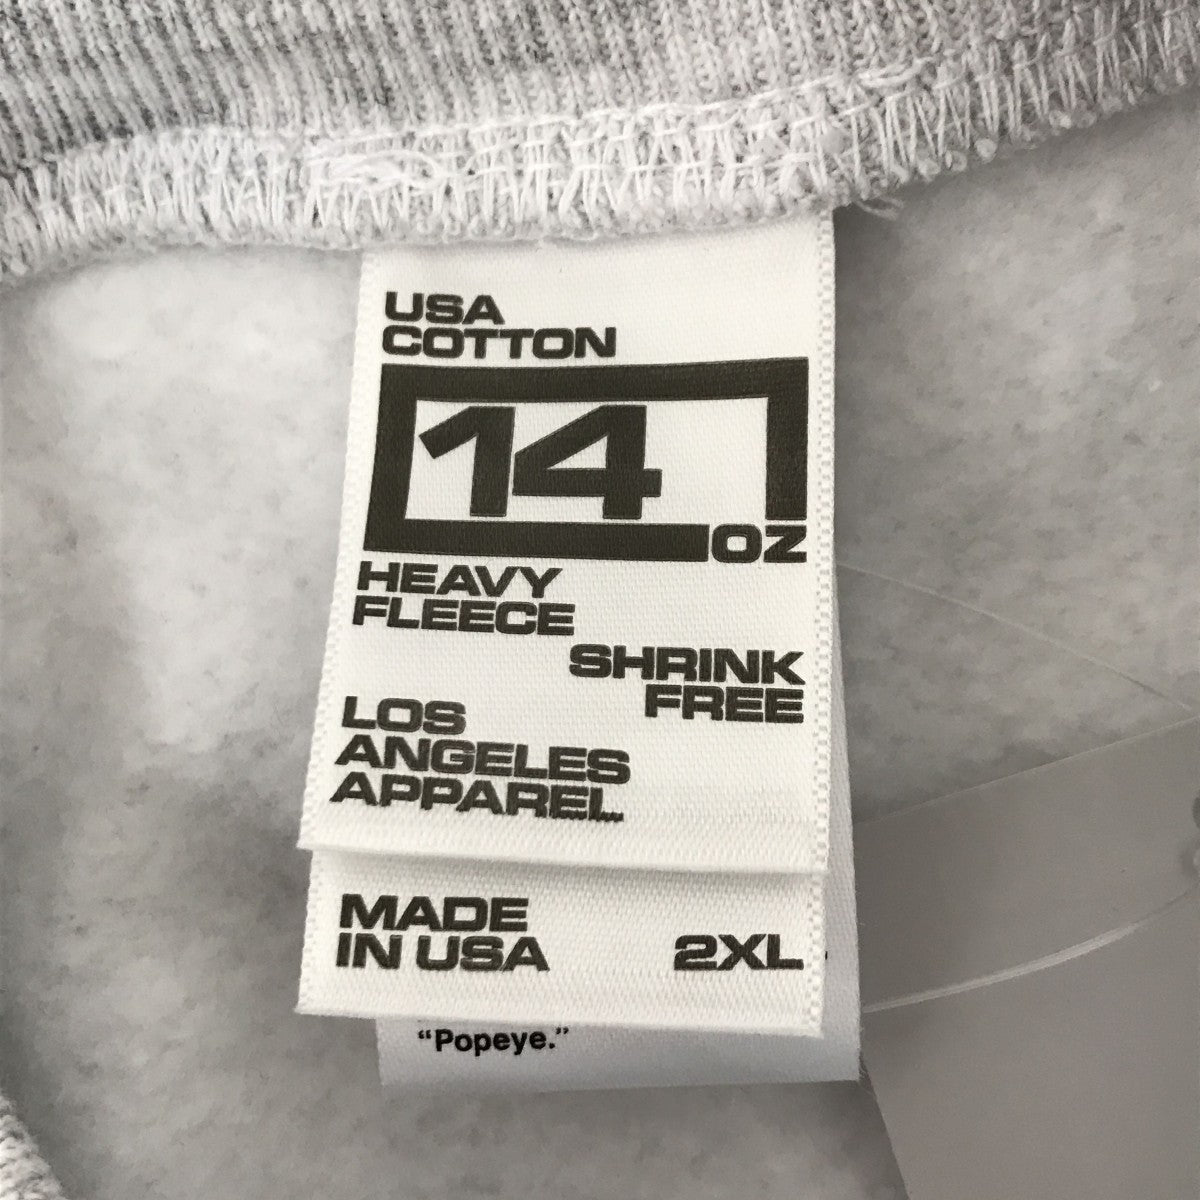 USA
COTTON
14
OZ
HEAVY
FLEECE
SHRINK
FREE
LOS
ANGELES
APPAREL
MADE
IN USA
2XL
“Popeye.”